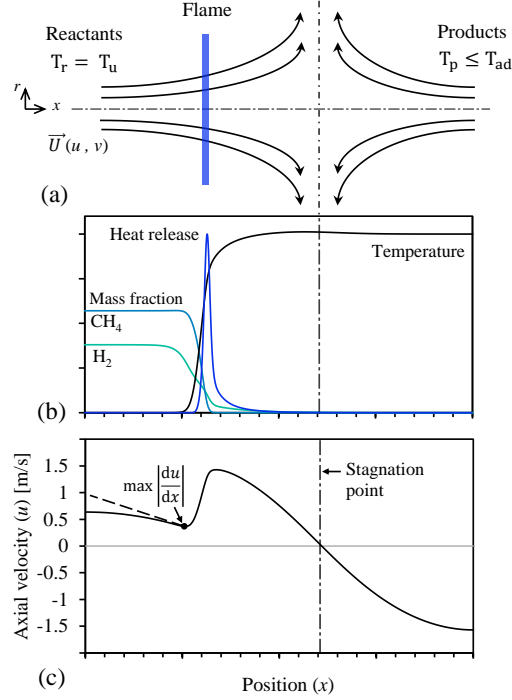 Flame
Reactants
Products
T_r = T_u
T_p ≤ T_ad
r
x
U⃗ (u , v)
(a)
Heat release
Temperature
Mass fraction
CH₄
H₂
(b)
Axial velocity (u) [m/s]
1.5
1
0.5
0
-0.5
-1
-1.5
max |du/dx|
Stagnation
point
(c)
Position (x)